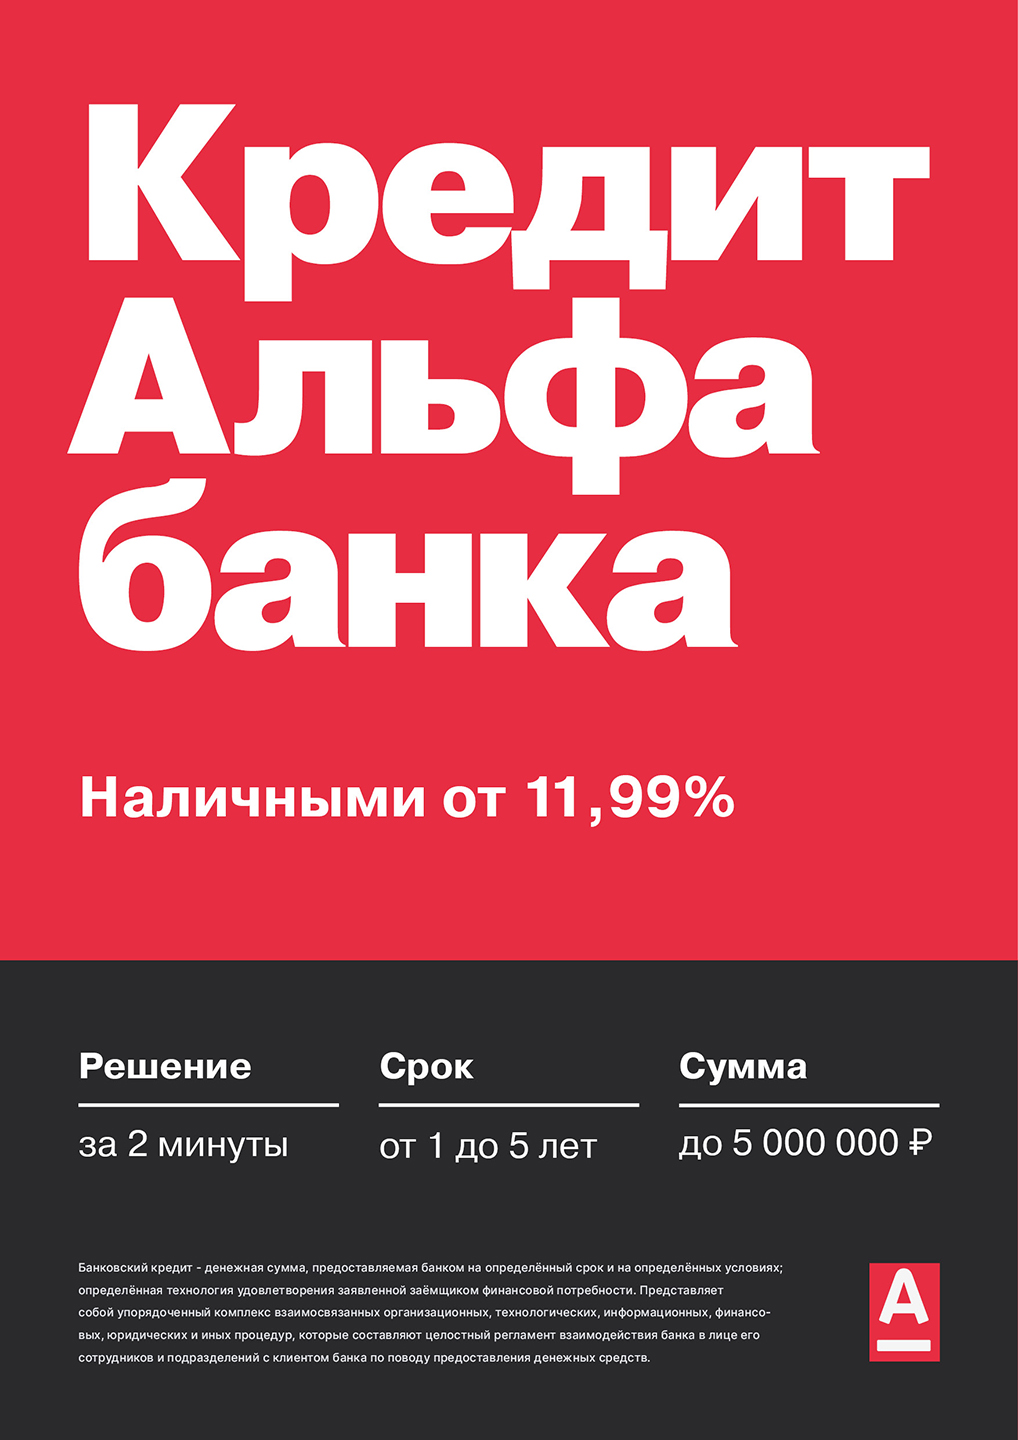 Кредит
Альфа
банка
Наличными от 11,99%
Решение
за 2 минуты
Срок
от 1 до 5 лет
Сумма
до 5 000 000 ₽
Банковский кредит - денежная сумма, предоставляемая банком на определённый срок и на определённых условиях;
определённая технология удовлетворения заявленной заёмщиком финансовой потребности. Представляет
собой упорядоченный комплекс взаимосвязанных организационных, технологических, информационных, финансо-
вых, юридических и иных процедур, которые составляют целостный регламент взаимодействия банка в лице его
сотрудников и подразделений с клиентом банка по поводу предоставления денежных средств.
А